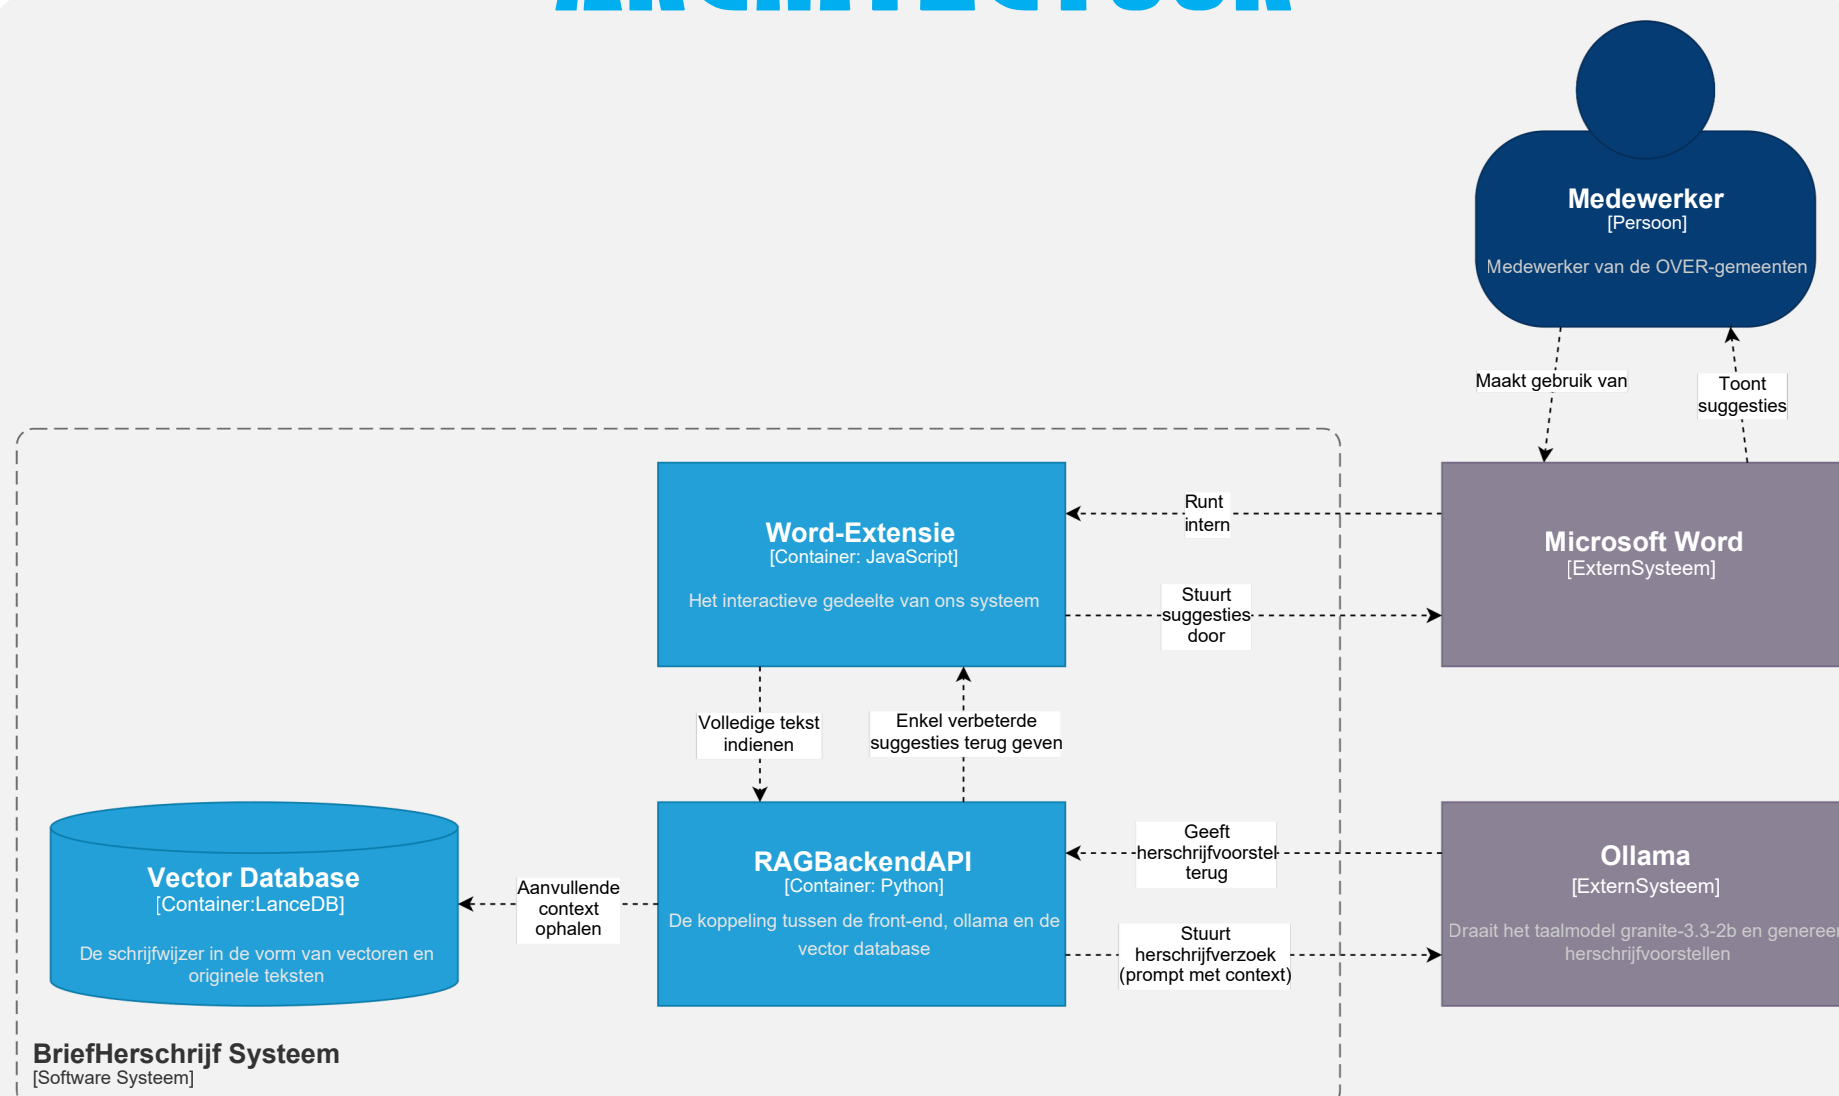 ARCHITECTUUR
Medewerker
[Persoon]
Medewerker van de OVER-gemeenten
Maakt gebruik van
Toont
suggesties
Word-Extensie
[Container: JavaScript]
Het interactieve gedeelte van ons systeem
Runt
intern
Stuurt
suggesties
door
Microsoft Word
[ExternSysteem]
Volledige tekst
indienen
Enkel verbeterde
suggesties terug geven
Vector Database
[Container:LanceDB]
De schrijfwijzer in de vorm van vectoren en
originele teksten
Aanvullende
context
ophalen
RAGBackendAPI
[Container: Python]
De koppeling tussen de front-end, ollama en de
vector database
Geeft
herschrijfvoorstel
terug
Stuurt
herschrijfverzoek
(prompt met context)
Ollama
[ExternSysteem]
Draait het taalmodel granite-3.3-2b en genereer
herschrijfvoorstellen
BriefHerschrijf Systeem
[Software Systeem]